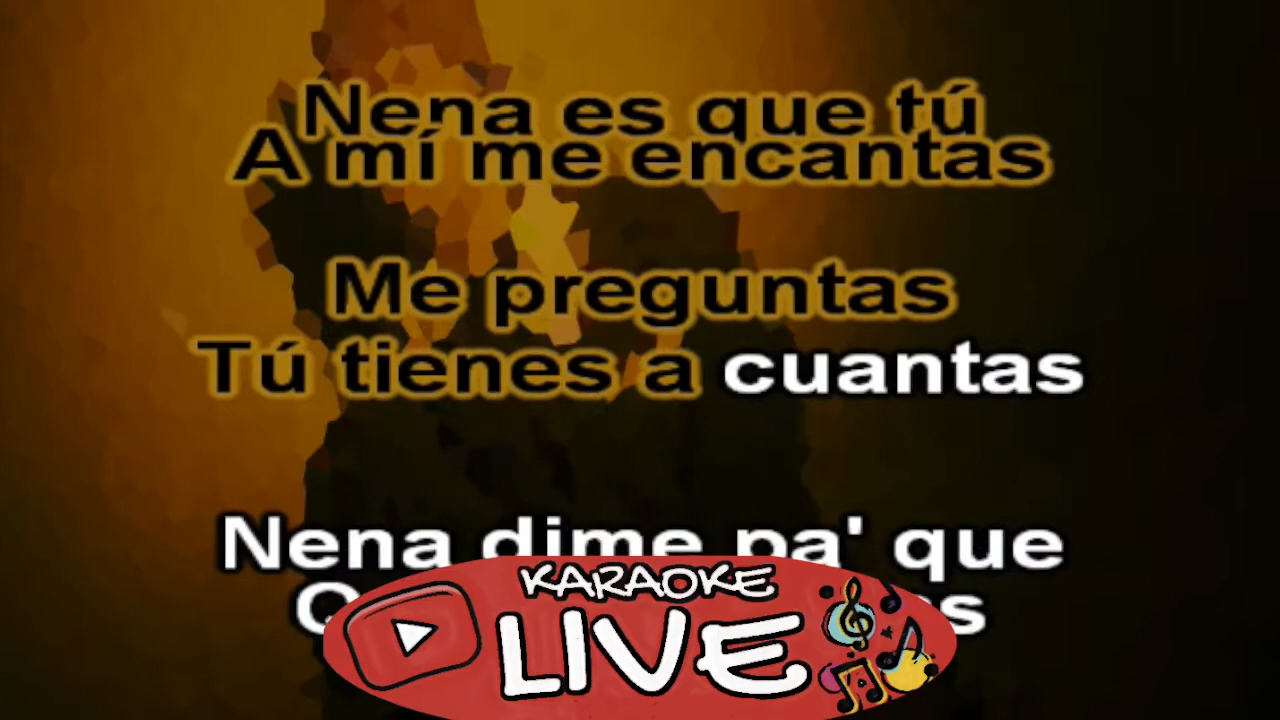 Nena es que tú
A mí me encantas
Me preguntas
Tú tienes a cuantas
Nena dime pa' que
KARAOKE
LIVE